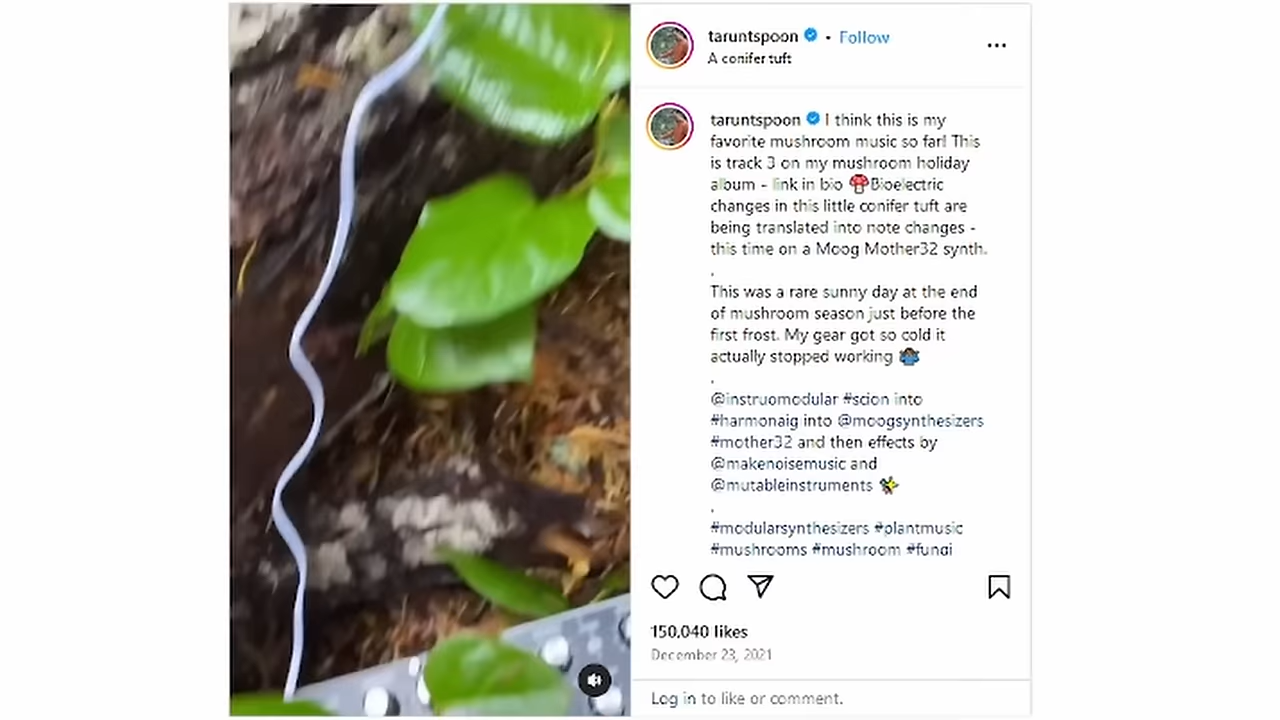 taruntspoon • Follow
A conifer tuft
taruntspoon I think this is my
favorite mushroom music so far! This
is track 3 on my mushroom holiday
album - link in bio 🍄Bioelectric
changes in this little conifer tuft are
being translated into note changes -
this time on a Moog Mother32 synth.
.
This was a rare sunny day at the end
of mushroom season just before the
first frost. My gear got so cold it
actually stopped working 🤷🏾‍♂️
.
@instruomodular #scion into
#harmonaig into @moogsynthesizers
#mother32 and then effects by
@makenoisemusic and
@mutableinstruments
.
#modularsynthesizers #plantmusic
#mushrooms #mushroom #fungi
150,040 likes
December 23, 2021
Log in to like or comment.